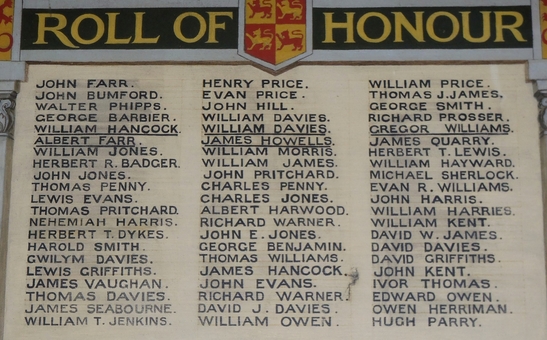 ROLL OF HONOUR
JOHN FARR. HENRY PRICE. WILLIAM PRICE.
JOHN BUMFORD. EVAN PRICE. THOMAS J. JAMES.
WALTER PHIPPS. JOHN HILL. GEORGE SMITH.
GEORGE BARBIER. WILLIAM DAVIES. RICHARD PROSSER.
WILLIAM HANCOCK. WILLIAM DAVIES. GREGOR WILLIAMS.
ALBERT FARR. JAMES HOWELLS. JAMES QUARRY.
WILLIAM JONES. WILLIAM MORRIS. HERBERT T. LEWIS.
HERBERT R. BADGER. WILLIAM JAMES. WILLIAM HAYWARD.
JOHN JONES. JOHN PRITCHARD. MICHAEL SHERLOCK.
THOMAS PENNY. CHARLES PENNY. EVAN R. WILLIAMS.
LEWIS EVANS. CHARLES JONES. JOHN HARRIS.
THOMAS PRITCHARD. ALBERT HARWOOD. WILLIAM HARRIES.
NEHEMIAH HARRIS. RICHARD WARNER. WILLIAM KENT.
HERBERT T. DYKES. JOHN E. JONES. DAVID W. JAMES.
HAROLD SMITH. GEORGE BENJAMIN. DAVID DAVIES.
GWILYM DAVIES. THOMAS WILLIAMS. DAVID GRIFFITHS.
LEWIS GRIFFITHS. JAMES HANCOCK. JOHN KENT.
JAMES VAUGHAN. JOHN EVANS. IVOR THOMAS.
THOMAS DAVIES. RICHARD WARNER. EDWARD OWEN.
JAMES SEABOURNE. DAVID J. DAVIES. OWEN HERRIMAN.
WILLIAM T. JENKINS. WILLIAM OWEN. HUGH PARRY.